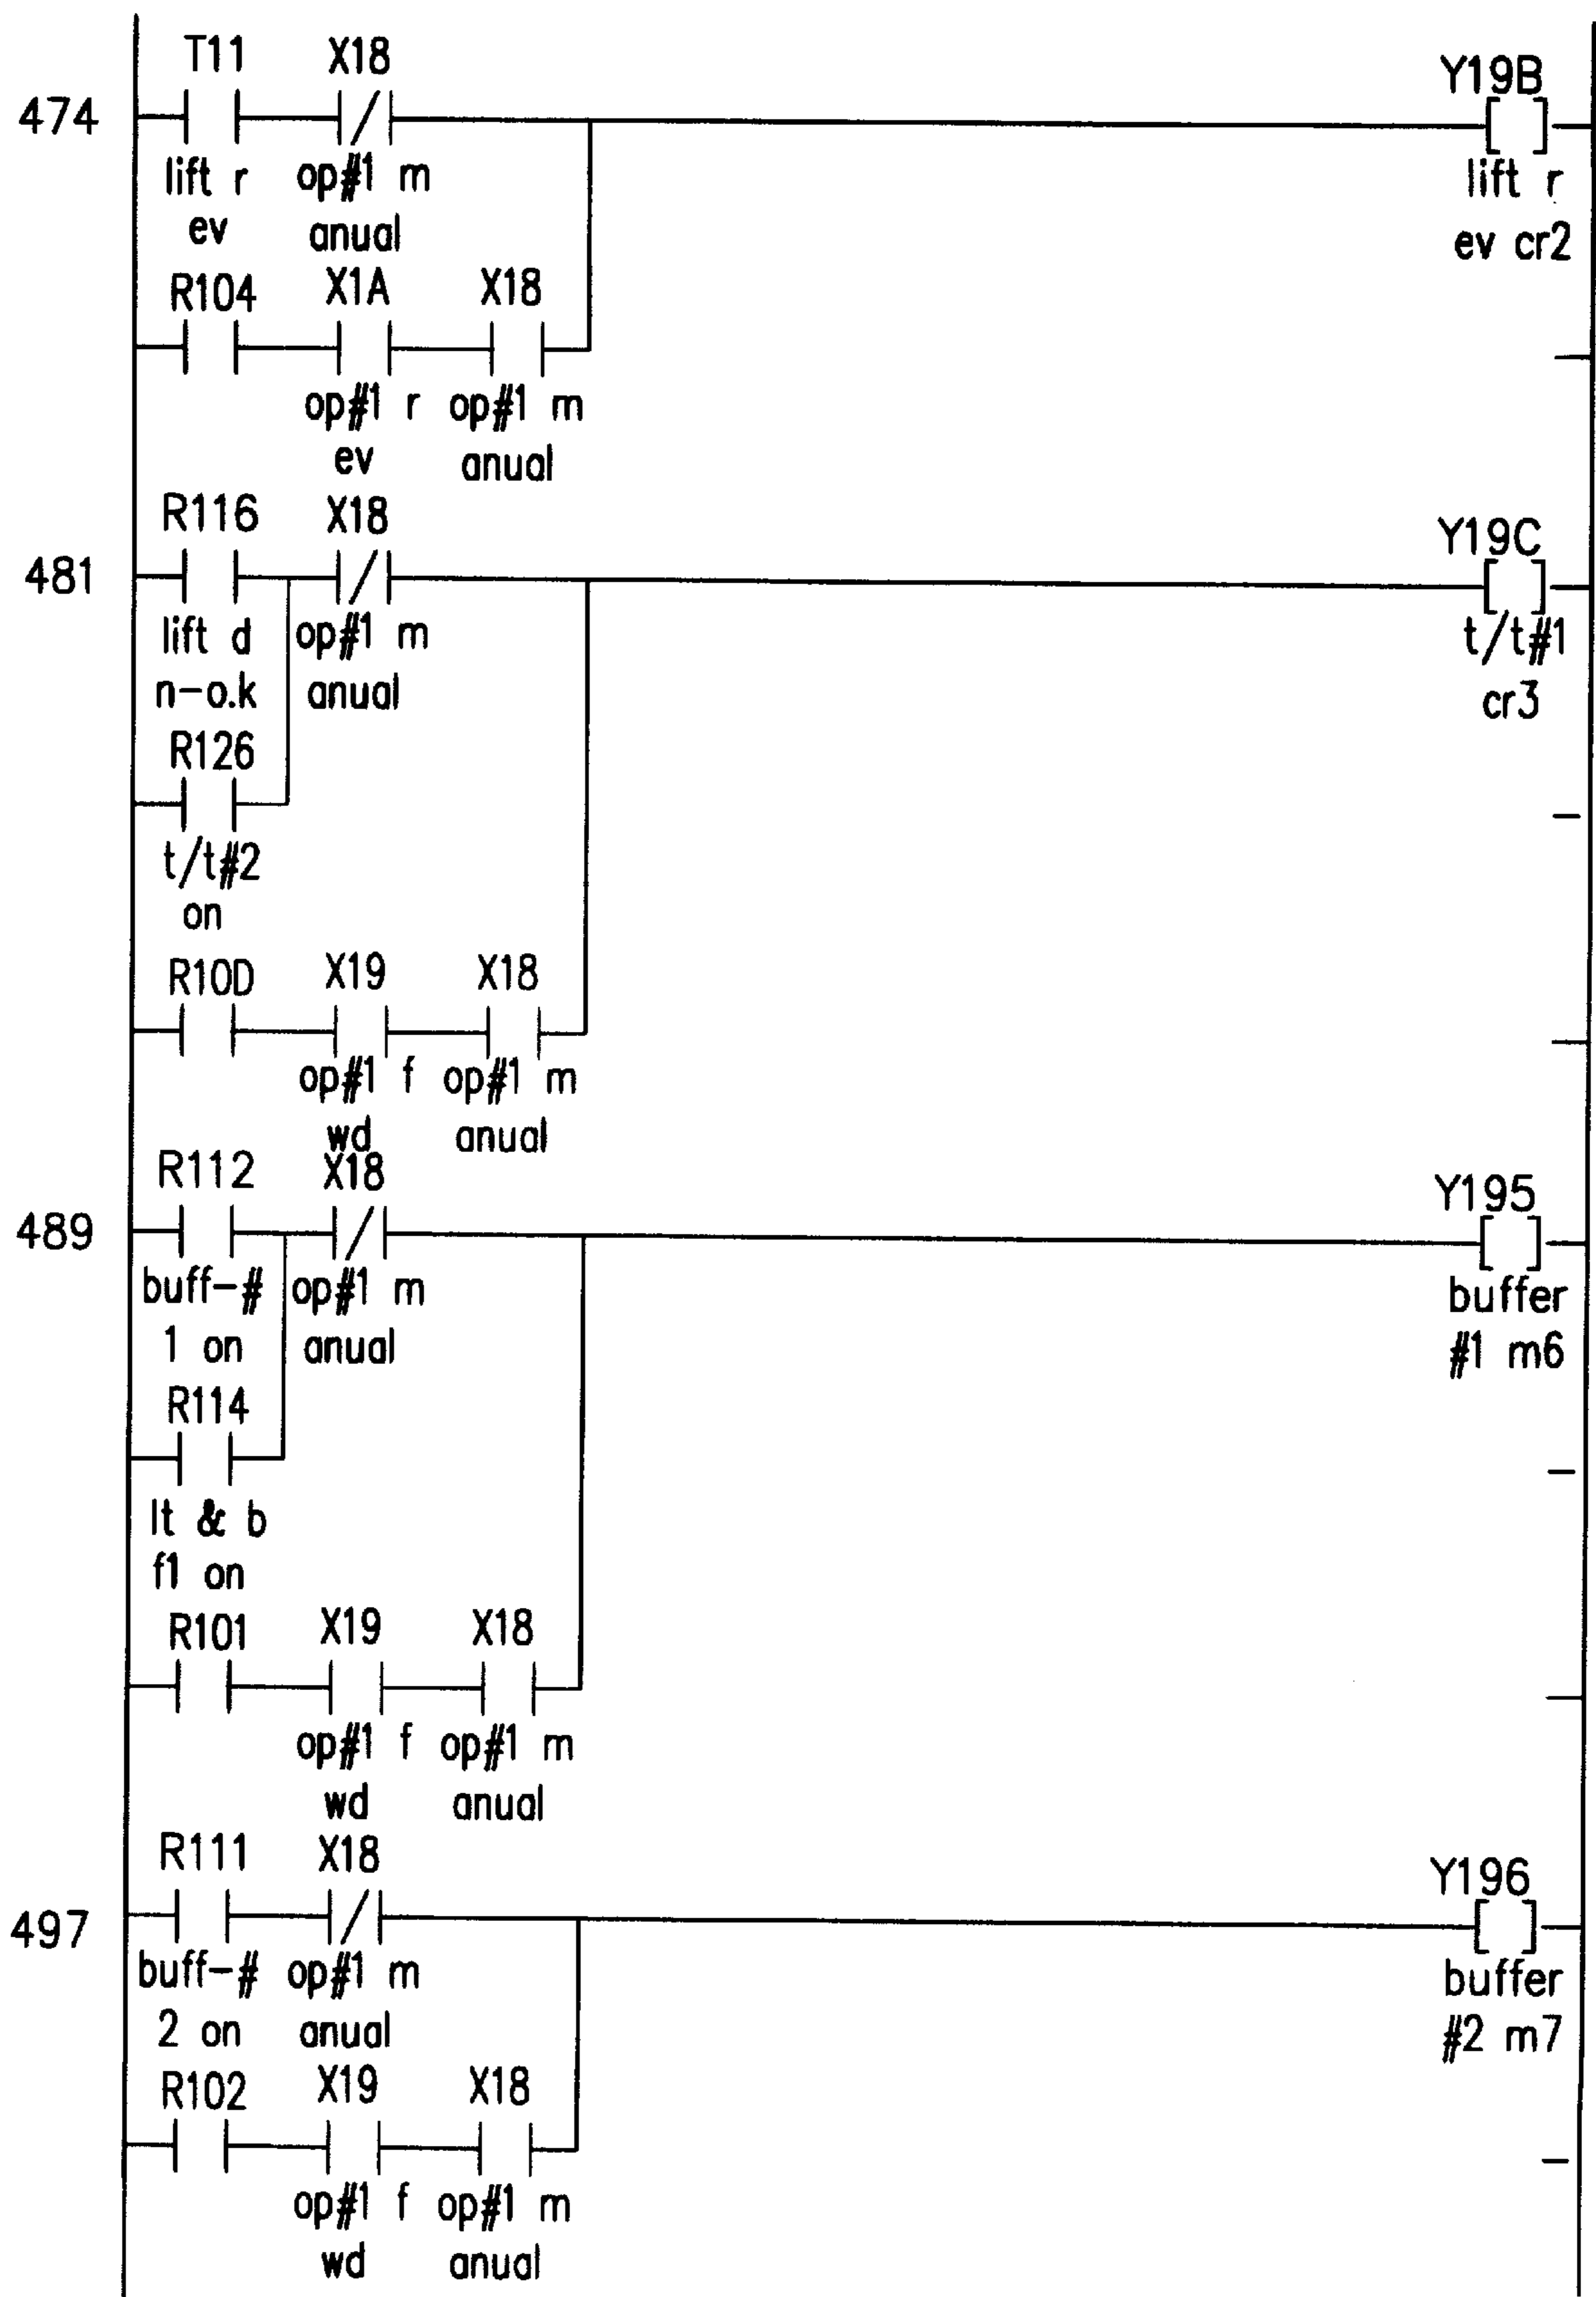 T11 X18 Y19B
474
lift r op#1 m lift r
ev anual ev cr2
R104 X1A X18
op#1 r op#1 m
ev anual
R116 X18 Y19C
481
lift d op#1 m t/t#1
n-o.k anual cr3
R126
t/t#2
on
R10D X19 X18
op#1 f op#1 m
wd anual
R112 X18 Y195
489
buff-# op#1 m buffer
1 on anual #1 m6
R114
lt & b
f1 on
R101 X19 X18
op#1 f op#1 m
wd anual
R111 X18 Y196
497
buff-# op#1 m buffer
2 on anual #2 m7
R102 X19 X18
op#1 f op#1 m
wd anual